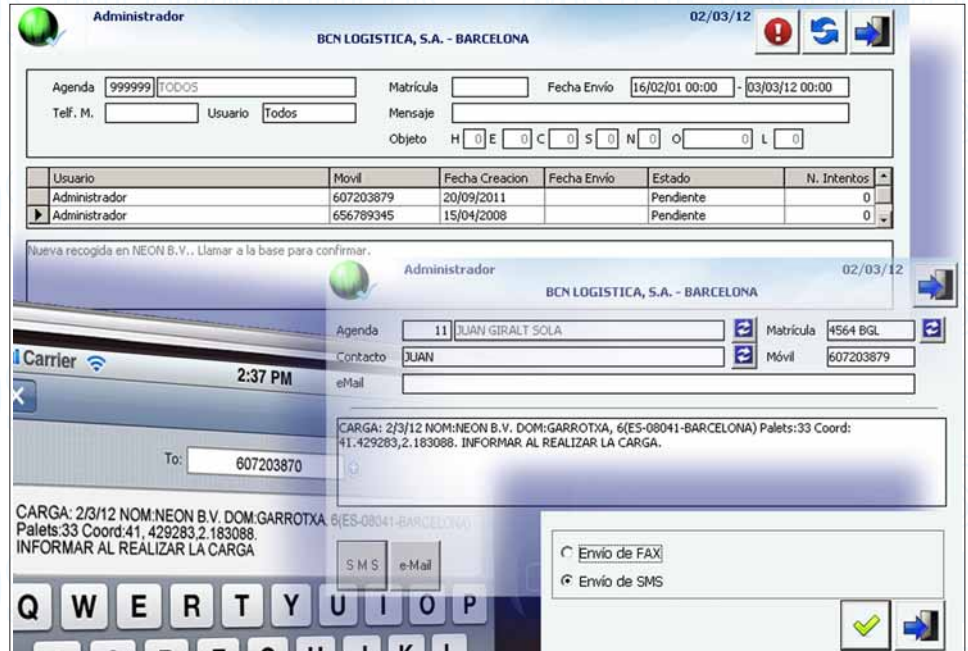 Administrador
02/03/12
BCN LOGISTICA, S.A. - BARCELONA
Agenda 999999 TODOS Matrícula Fecha Envío 16/02/01 00:00 - 03/03/12 00:00
Telf. M. Usuario Todos Mensaje
Objeto H 0 E 0 C 0 S 0 N 0 O 0 L 0
Usuario Movil Fecha Creacion Fecha Envío Estado N. Intentos
Administrador 607203879 20/09/2011 Pendiente 0
Administrador 656789345 15/04/2008 Pendiente 0
Nueva recogida en NEON B.V.. Llamar a la base para confirmar.
Administrador 02/03/12
BCN LOGISTICA, S.A. - BARCELONA
Agenda 11 JUAN GIRALT SOLA Matrícula 4564 BGL
Contacto JUAN Móvil 607203879
eMail
CARGA: 2/3/12 NOM:NEON B.V. DOM:GARROTXA, 6(ES-08041-BARCELONA) Palets:33 Coord:
41.429283,2.183088. INFORMAR AL REALIZAR LA CARGA.
SMS e-Mail
Envío de FAX
Envío de SMS
Carrier 2:37 PM
To: 607203870
CARGA: 2/3/12 NOM:NEON B.V. DOM:GARROTXA, 6(ES-08041-BARCELONA)
Palets:33 Coord:41, 429283,2.183088.
INFORMAR AL REALIZAR LA CARGA
Q W E R T Y U I O P